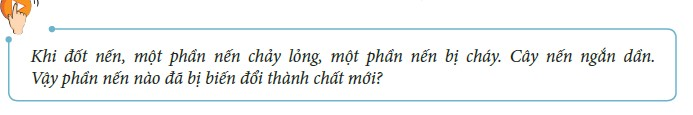 Khi đốt nến, một phần nến chảy lỏng, một phần nến bị cháy. Cây nến ngắn dần.
Vậy phần nến nào đã bị biến đổi thành chất mới?